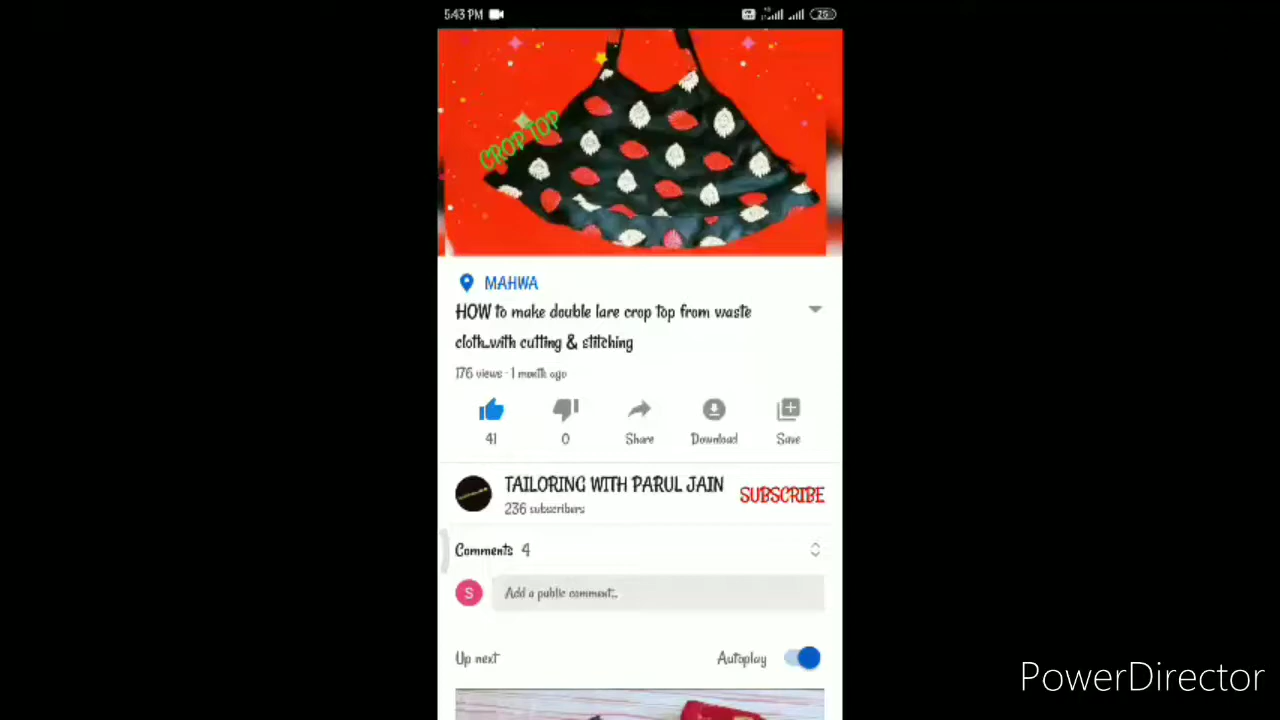 5:43 PM
25
CROP TOP
MAHWA
HOW to make double lare crop top from waste
cloth..with cutting & stitching
176 views · 1 month ago
41
0
Share
Download
Save
TAILORING WITH PARUL JAIN
236 subscribers
SUBSCRIBE
Comments 4
S
Add a public comment...
Up next
Autoplay
PowerDirector